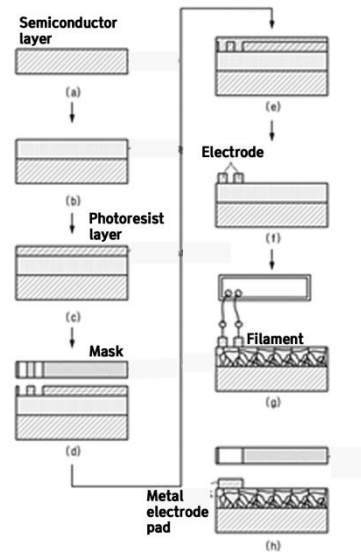 Semiconductor
layer
(a)
(b)
Photoresist
layer
(c)
Mask
(d)
(e)
Electrode
(f)
Filament
(g)
Metal
electrode
pad
(h)